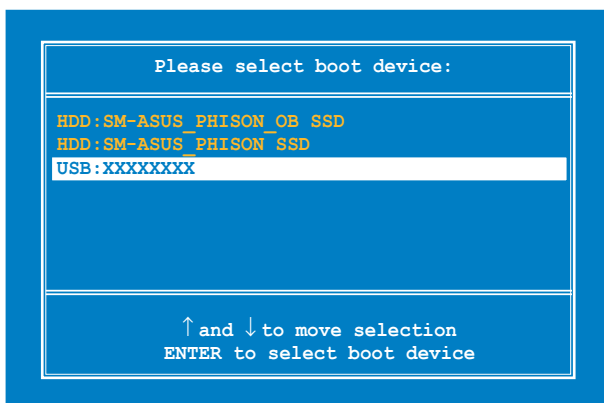 Please select boot device:
HDD:SM-ASUS_PHISON_OB SSD
HDD:SM-ASUS_PHISON SSD
USB:XXXXXXXX
↑ and ↓ to move selection
ENTER to select boot device